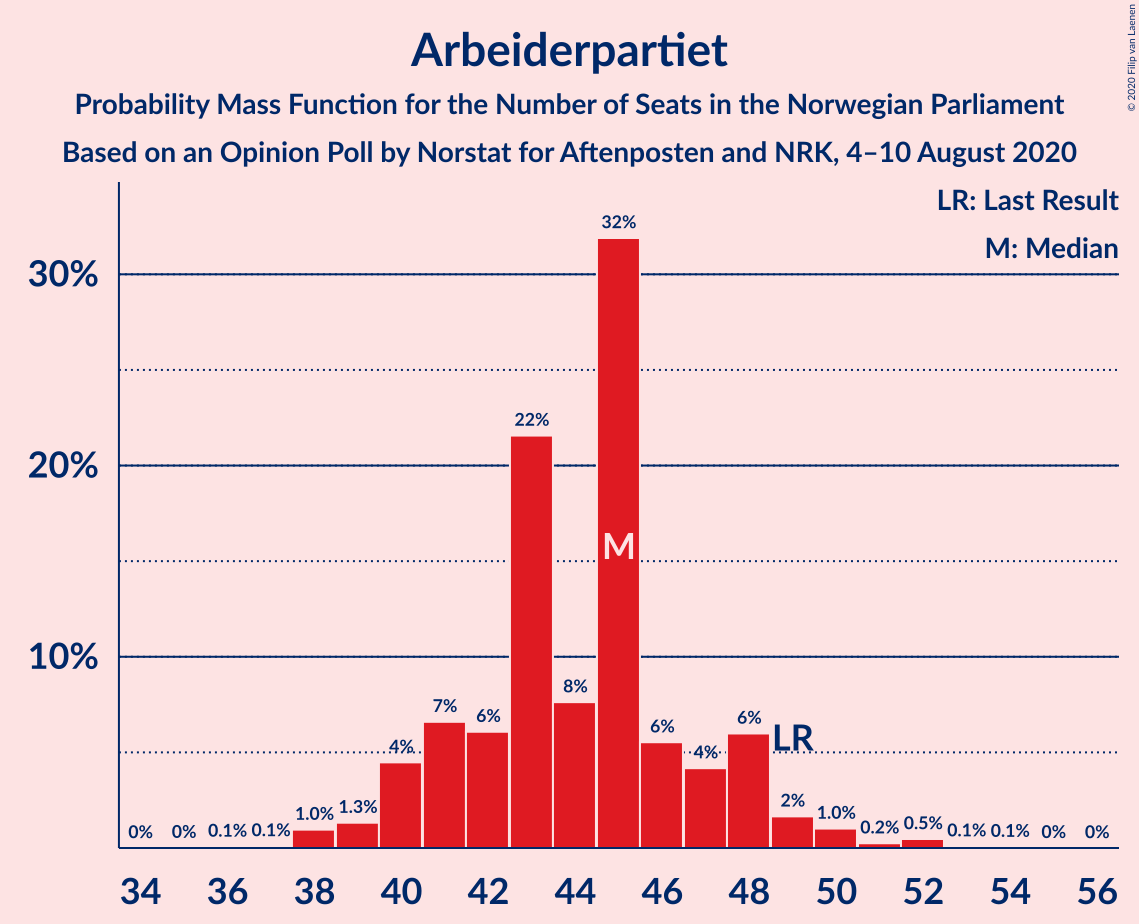 Arbeiderpartiet
Probability Mass Function for the Number of Seats in the Norwegian Parliament
Based on an Opinion Poll by Norstat for Aftenposten and NRK, 4–10 August 2020
© 2020 Filip van Laenen
LR: Last Result
M: Median
30%
20%
10%
0%
0%
0.1%
0.1%
1.0%
1.3%
4%
7%
6%
22%
8%
32%
M
6%
4%
6%
LR
2%
1.0%
0.2%
0.5%
0.1%
0.1%
0%
0%
34 36 38 40 42 44 46 48 50 52 54 56